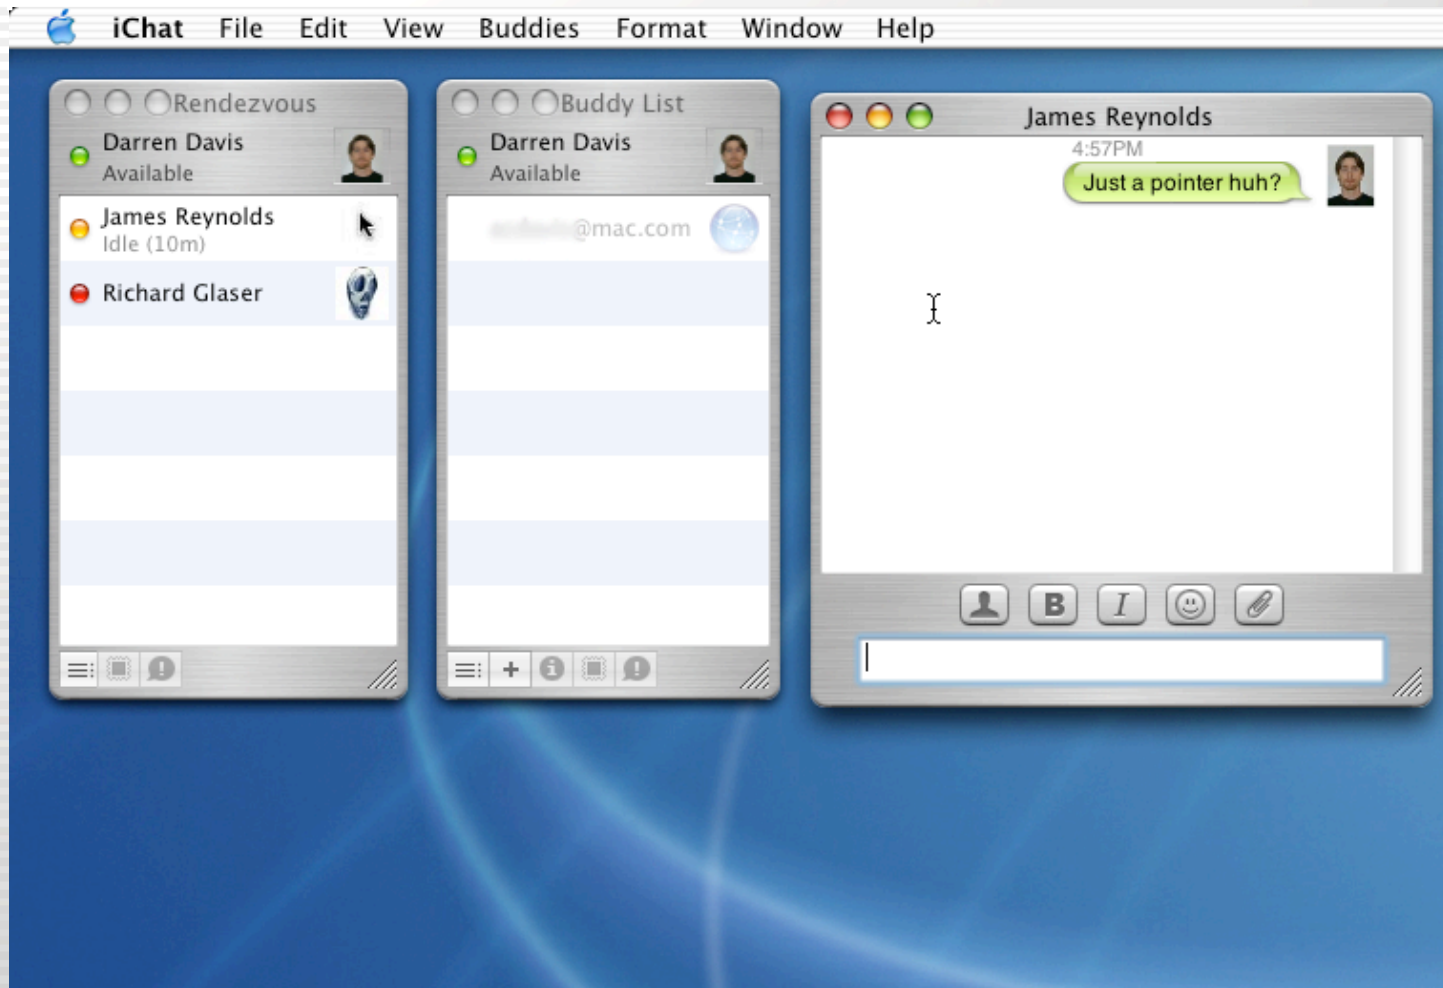 iChat File Edit View Buddies Format Window Help
Rendezvous
Darren Davis
Available
James Reynolds
Idle (10m)
Richard Glaser
Buddy List
Darren Davis
Available
@mac.com
James Reynolds
4:57PM
Just a pointer huh?
B I